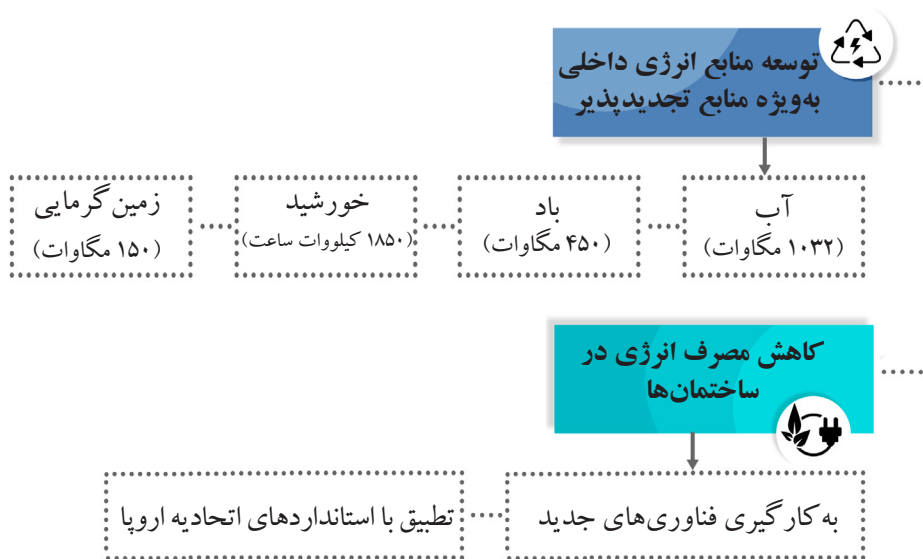 توسعه منابع انرژی داخلی
به‌ویژه منابع تجدیدپذیر
آب
(۱۰۳۲ مگاوات)
باد
(۴۵۰ مگاوات)
خورشید
(۱۸۵۰ کیلووات ساعت)
زمین گرمایی
(۱۵۰ مگاوات)
کاهش مصرف انرژی در
ساختمان‌ها
به کارگیری فناوری‌های جدید
تطبیق با استانداردهای اتحادیه اروپا